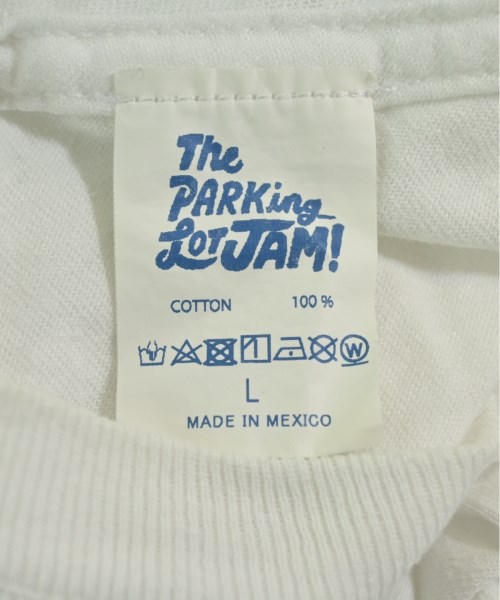 The
PARKing
LOT JAM!
COTTON 100 %
W
L
MADE IN MEXICO